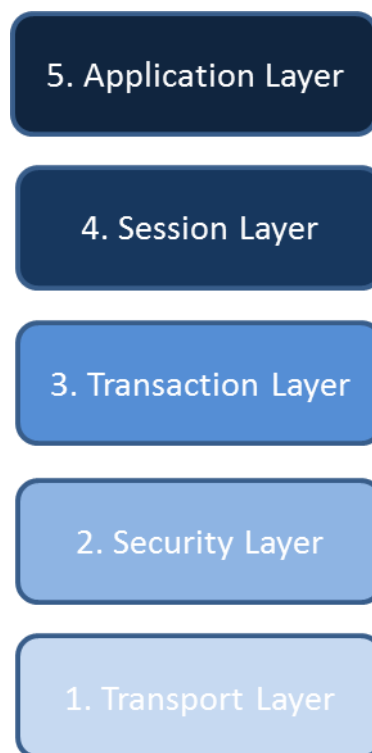 5. Application Layer
4. Session Layer
3. Transaction Layer
2. Security Layer
1. Transport Layer